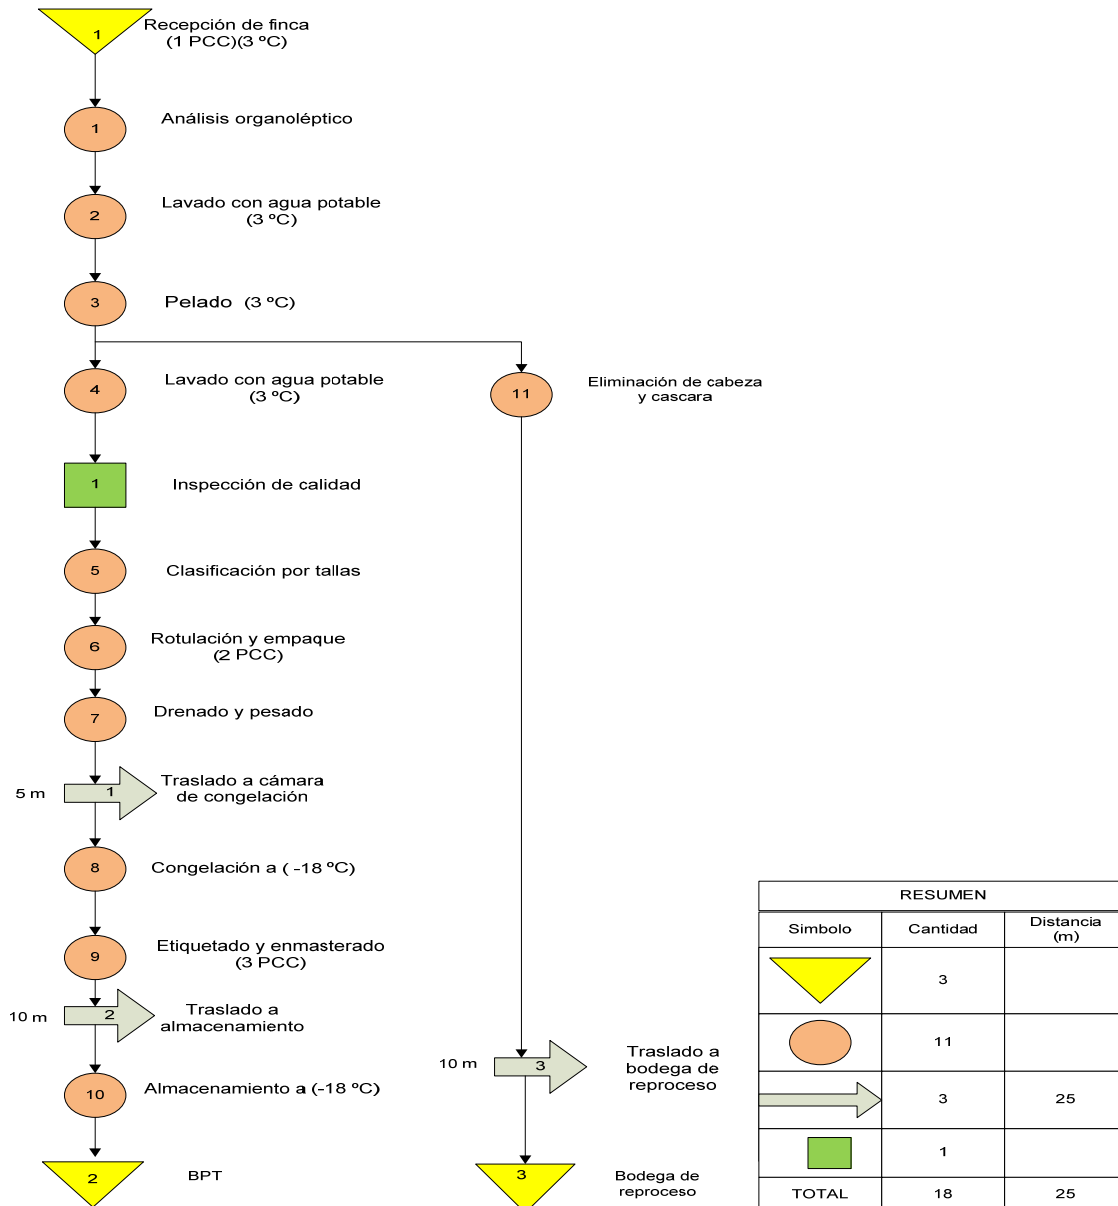 1
Recepción de finca
(1 PCC)(3 ºC)
1
Análisis organoléptico
2
Lavado con agua potable
(3 ºC)
3
Pelado (3 ºC)
4
Lavado con agua potable
(3 ºC)
11
Eliminación de cabeza
y cascara
1
Inspección de calidad
5
Clasificación por tallas
6
Rotulación y empaque
(2 PCC)
7
Drenado y pesado
5 m
1
Traslado a cámara
de congelación
8
Congelación a ( -18 ºC)
9
Etiquetado y enmasterado
(3 PCC)
10 m
2
Traslado a
almacenamiento
10 m
3
Traslado a
bodega de
reproceso
10
Almacenamiento a (-18 ºC)
2
BPT
3
Bodega de
reproceso
RESUMEN
Simbolo Cantidad Distancia
(m)
3
11
3 25
1
TOTAL 18 25